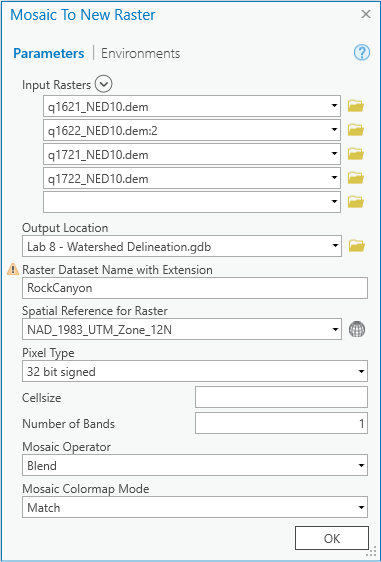 Mosaic To New Raster
Parameters | Environments
Input Rasters
q1621_NED10.dem
q1622_NED10.dem:2
q1721_NED10.dem
q1722_NED10.dem
Output Location
Lab 8 - Watershed Delineation.gdb
Raster Dataset Name with Extension
RockCanyon
Spatial Reference for Raster
NAD_1983_UTM_Zone_12N
Pixel Type
32 bit signed
Cellsize
Number of Bands 1
Mosaic Operator
Blend
Mosaic Colormap Mode
Match
OK